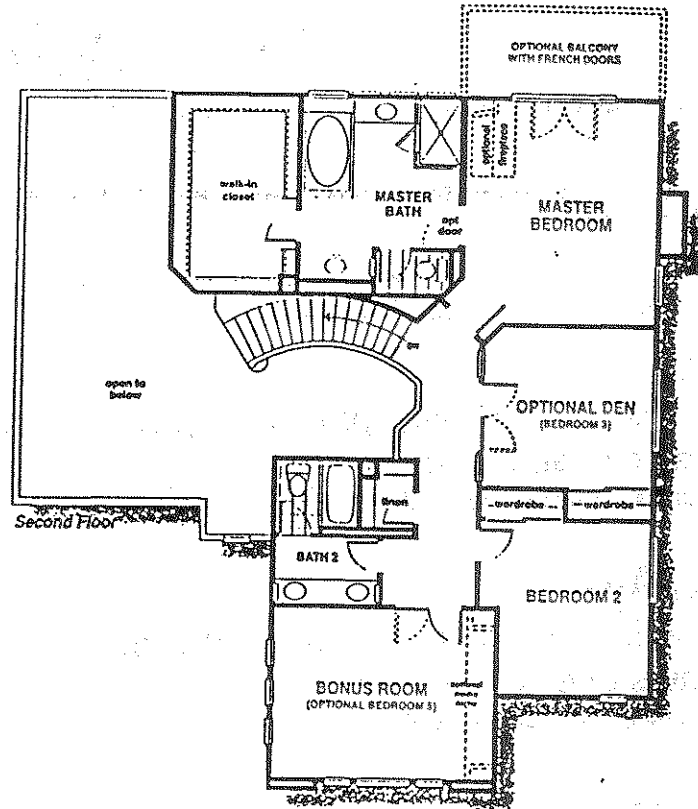 OPTIONAL BALCONY
WITH FRENCH DOORS
optional
fireplace
walk-in
closet
MASTER
BATH
opt
door
MASTER
BEDROOM
open to
below
OPTIONAL DEN
(BEDROOM 3)
linen
wardrobe
wardrobe
Second Floor
BATH 2
BEDROOM 2
BONUS ROOM
(OPTIONAL BEDROOM 5)
optional